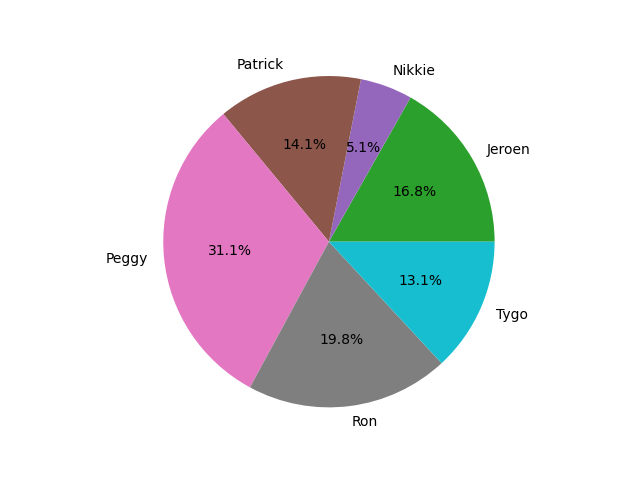 Patrick
Nikkie
Jeroen
14.1%
5.1%
16.8%
Peggy
31.1%
13.1%
Tygo
19.8%
Ron